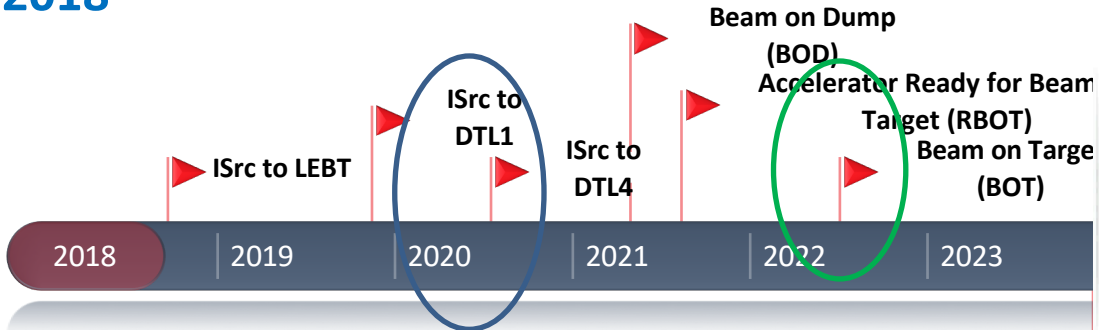 2018
Beam on Dump
(BOD)
Accelerator Ready for Beam
Target (RBOT)
Beam on Targe
(BOT)
ISrc to
DTL1
ISrc to
DTL4
ISrc to LEBT
2018 2019 2020 2021 2022 2023